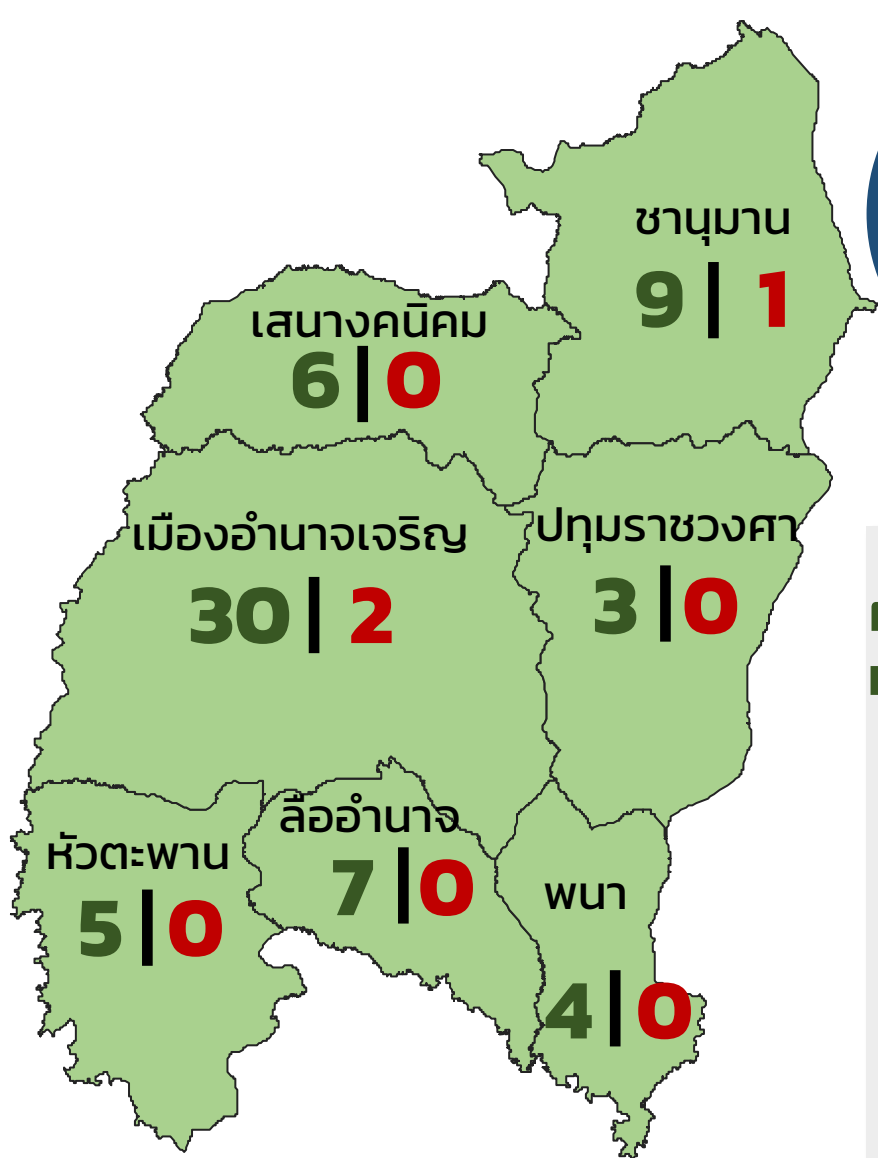 ชานุมาน
9 | 1
เสนางคนิคม
6 | 0
เมืองอำนาจเจริญ
30 | 2
ปทุมราชวงศา
3 | 0
ลืออำนาจ
7 | 0
หัวตะพาน
5 | 0
พนา
4 | 0